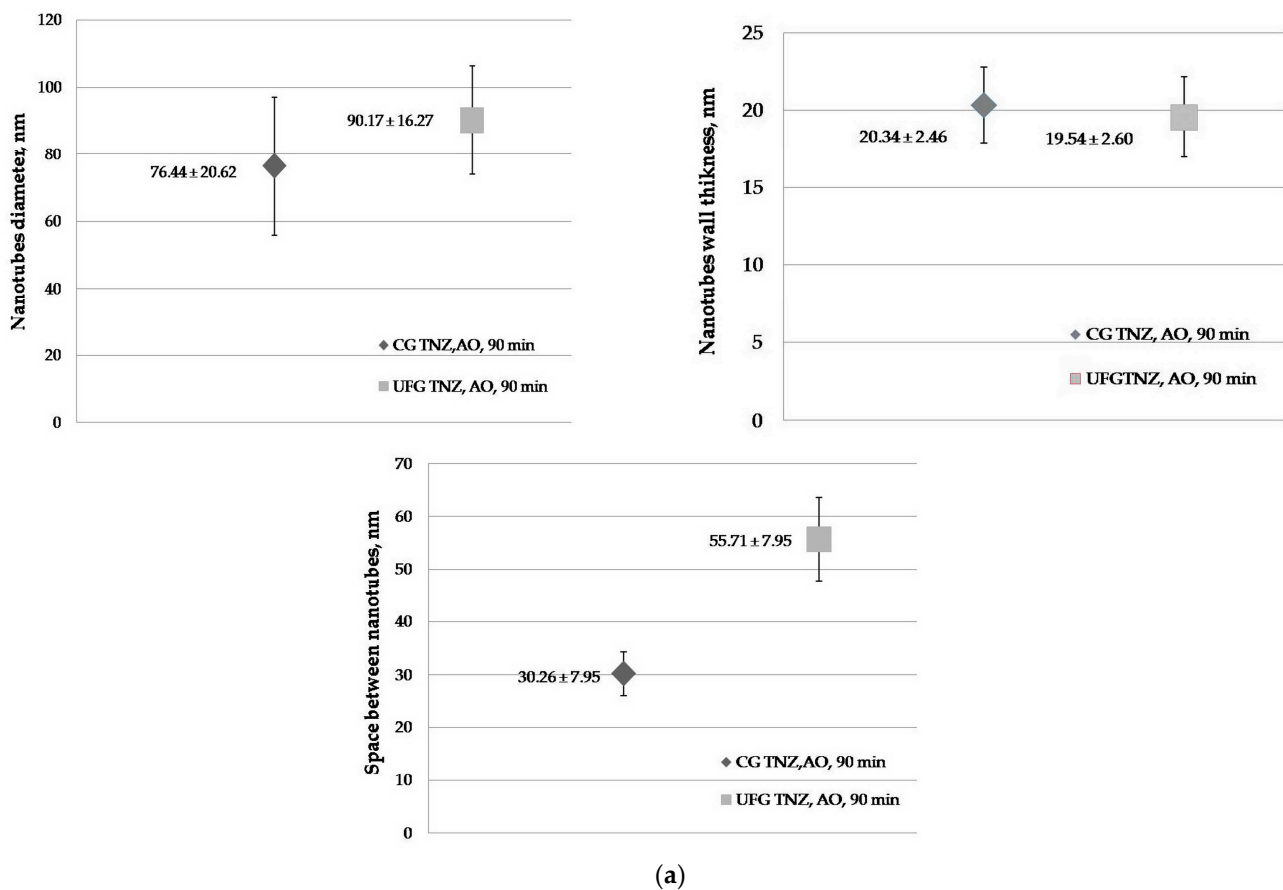 Nanotubes diameter, nm
120
100
80
60
40
20
0
76.44 ± 20.62
90.17 ± 16.27
CG TNZ,AO, 90 min
UFG TNZ, AO, 90 min
Nanotubes wall thikness, nm
25
20
15
10
5
0
20.34 ± 2.46
19.54 ± 2.60
CG TNZ, AO, 90 min
UFGTNZ, AO, 90 min
Space between nanotubes, nm
70
60
50
40
30
20
10
0
30.26 ± 7.95
55.71 ± 7.95
CG TNZ,AO, 90 min
UFG TNZ, AO, 90 min
(a)